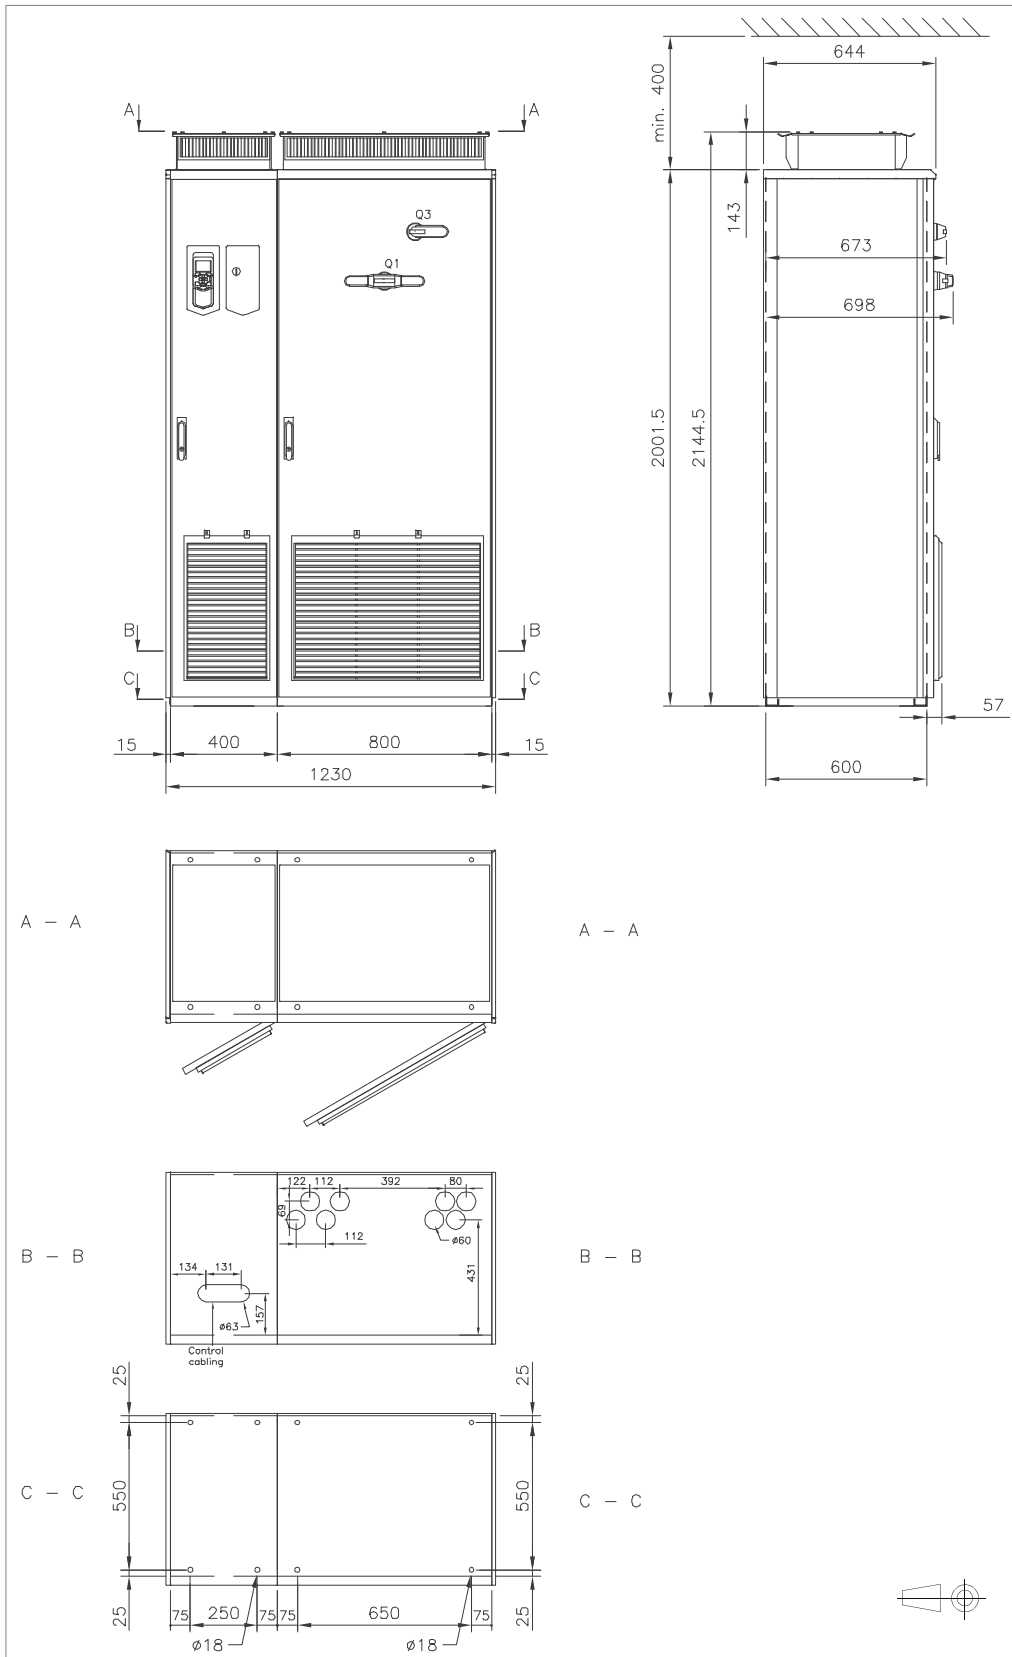 644
min. 400
A
A
143
Q3
673
Q1
698
2001.5
2144.5
B
B
C
C
57
15
400
800
15
600
1230
A – A
A – A
122
112
392
80
69
112
ø60
B – B
B – B
134
131
431
157
ø63
Control
cabling
25
25
550
550
C – C
C – C
25
25
75
250
75
75
650
75
ø18
ø18